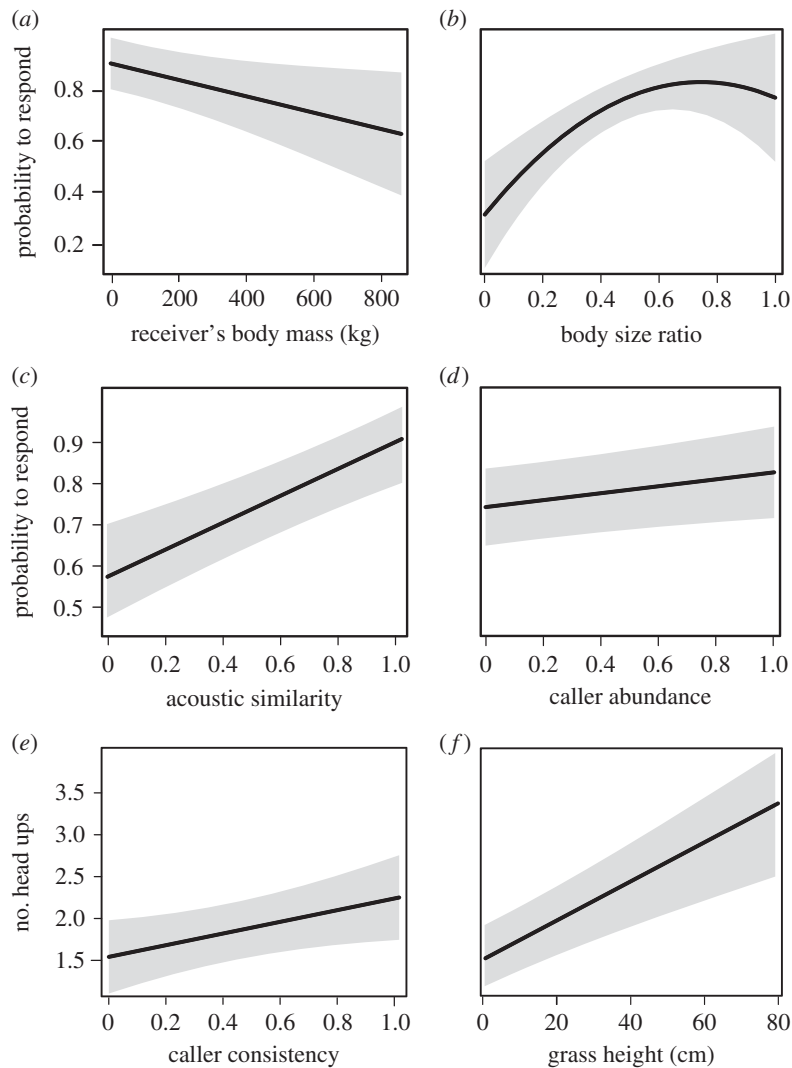 (a)
(b)
probability to respond
0.8
0.6
0.4
0.2
0 200 400 600 800
0 0.2 0.4 0.6 0.8 1.0
receiver’s body mass (kg)
body size ratio
(c)
(d)
probability to respond
0.9
0.8
0.7
0.6
0.5
0 0.2 0.4 0.6 0.8 1.0
0 0.2 0.4 0.6 0.8 1.0
acoustic similarity
caller abundance
(e)
(f)
no. head ups
3.5
3.0
2.5
2.0
1.5
0 0.2 0.4 0.6 0.8 1.0
0 20 40 60 80
caller consistency
grass height (cm)